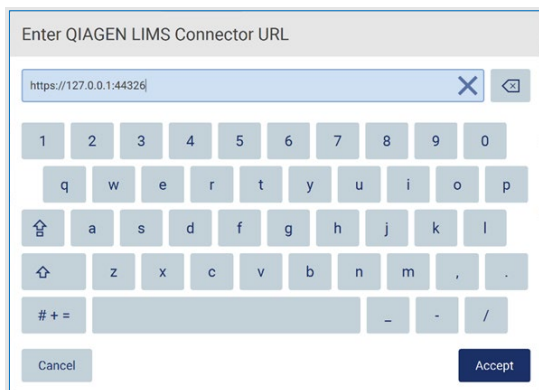 Enter QIAGEN LIMS Connector URL
https://127.0.0.1:44326
1 2 3 4 5 6 7 8 9 0
q w e r t y u i o p
a s d f g h j k l
z x c v b n m , .
# + = _ - /
Cancel Accept